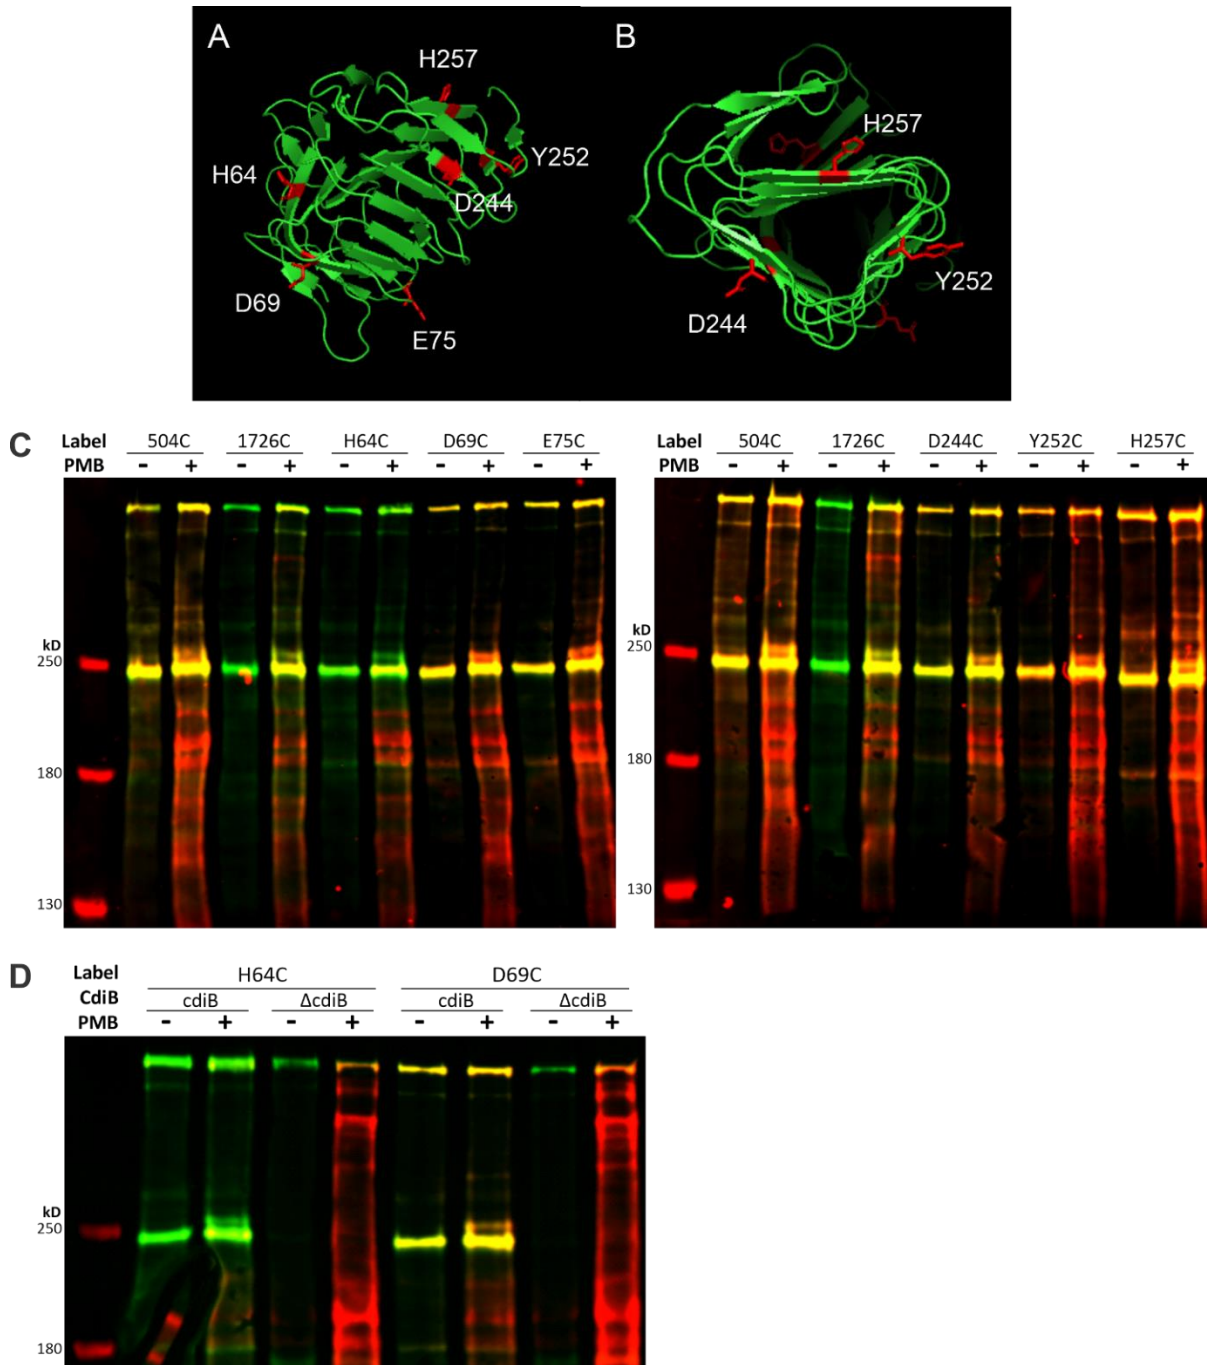 A
B
H257
H257
H64
Y252
D244
D69
E75
D244
Y252
C
Label 504C 1726C H64C D69C E75C
PMB - + - + - + - + - +
kD
250
180
130
Label 504C 1726C D244C Y252C H257C
PMB - + - + - + - + - +
kD
250
180
130
D
Label H64C D69C
CdiB cdiB ΔcdiB cdiB ΔcdiB
PMB - + - + - + - +
kD
250
180